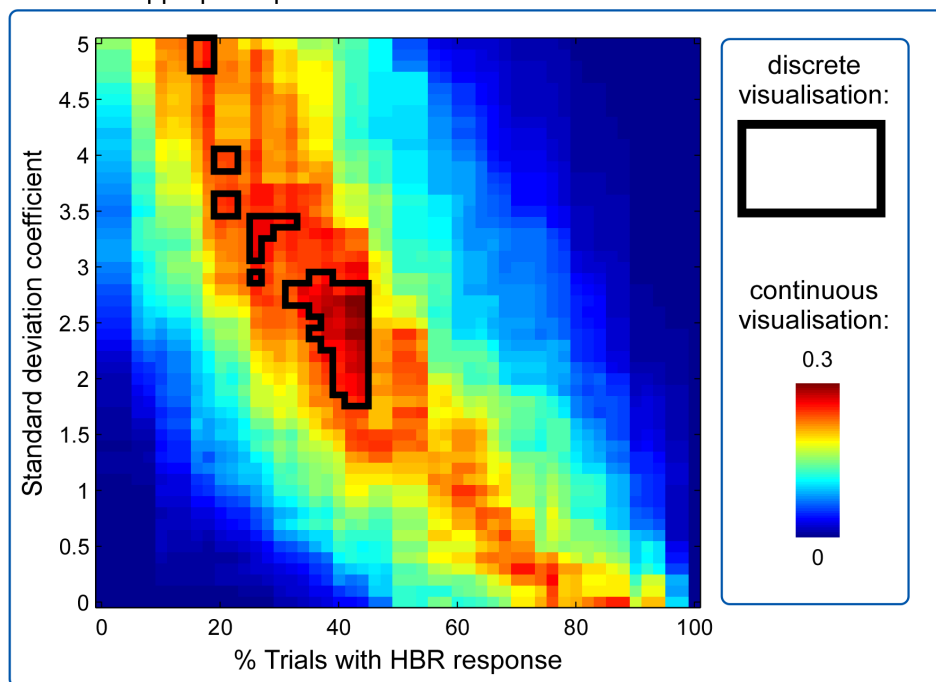 5
4.5
4
3.5
3
2.5
2
1.5
1
0.5
0
0 20 40 60 80 100
Standard deviation coefficient
% Trials with HBR response
discrete
visualisation:
continuous
visualisation:
0.3
0